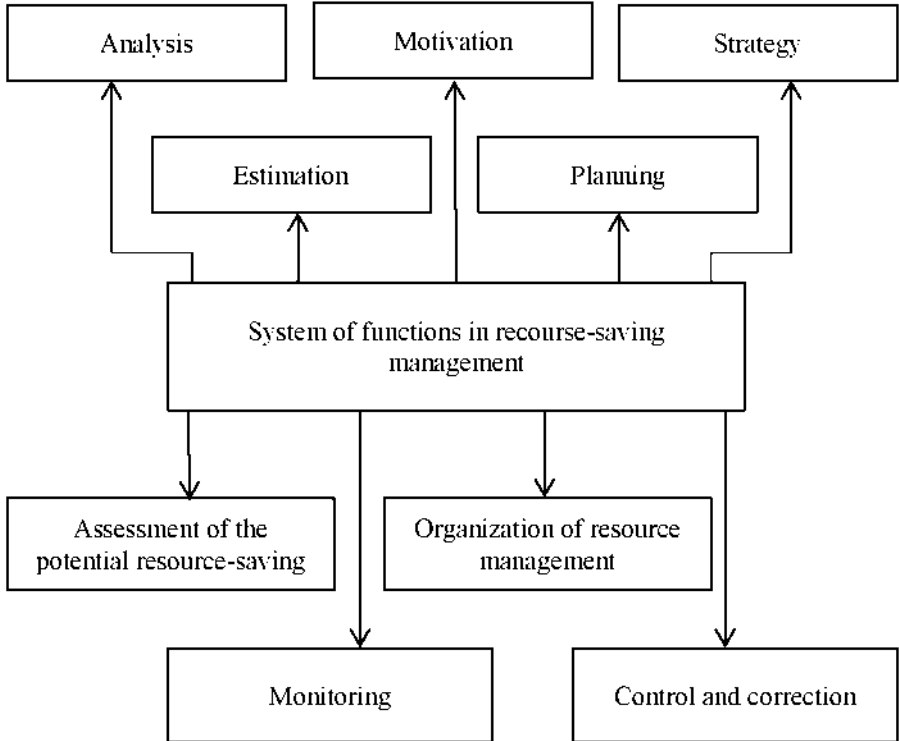 Analysis
Motivation
Strategy
Estimation
Planning
System of functions in recourse-saving
management
Assessment of the
potential resource-saving
Organization of resource
management
Monitoring
Control and correction